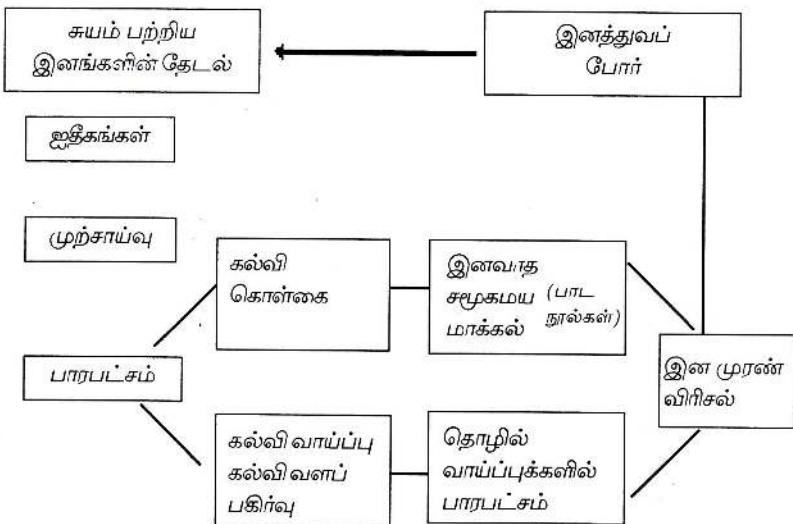 சுயம் பற்றிய
இனங்களின் தேடல்
இனத்துவப்
போர்
ஐதீகங்கள்
முற்சாய்வு
கல்வி
கொள்கை
இனவாத
சமூகமய (பாட
மாக்கல் நூல்கள்)
பாரபட்சம்
இன முரண்
விரிசல்
கல்வி வாய்ப்பு
கல்வி வளப்
பகிர்வு
தொழில்
வாய்ப்புக்களில்
பாரபட்சம்